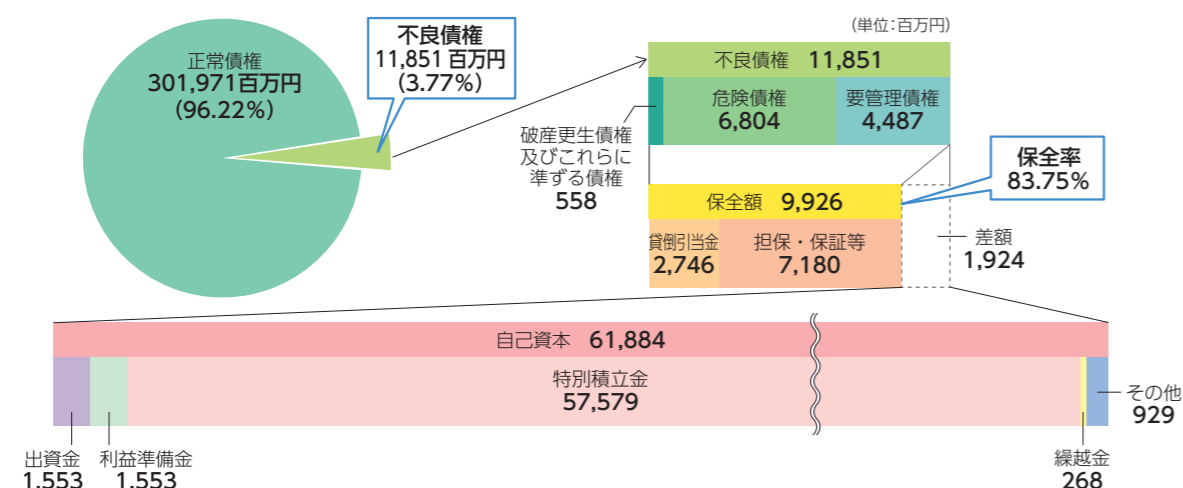 正常債権
301,971百万円
(96.22%)
不良債権
11,851百万円
(3.77%)
(単位:百万円)
不良債権 11,851
危険債権
6,804
要管理債権
4,487
破産更生債権
及びこれらに
準ずる債権
558
保全額 9,926
保全率
83.75%
貸倒引当金
2,746
担保・保証等
7,180
差額
1,924
自己資本 61,884
特別積立金
57,579
その他
929
出資金
1,553
利益準備金
1,553
繰越金
268